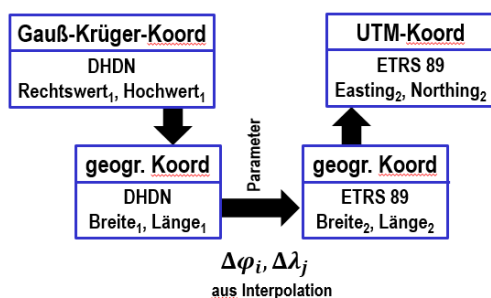 Gauß-Krüger-Koord
DHDN
Rechtswert₁, Hochwert₁
UTM-Koord
ETRS 89
Easting₂, Northing₂
geogr. Koord
DHDN
Breite₁, Länge₁
Parameter
geogr. Koord
ETRS 89
Breite₂, Länge₂
Δφᵢ, Δλⱼ
aus Interpolation